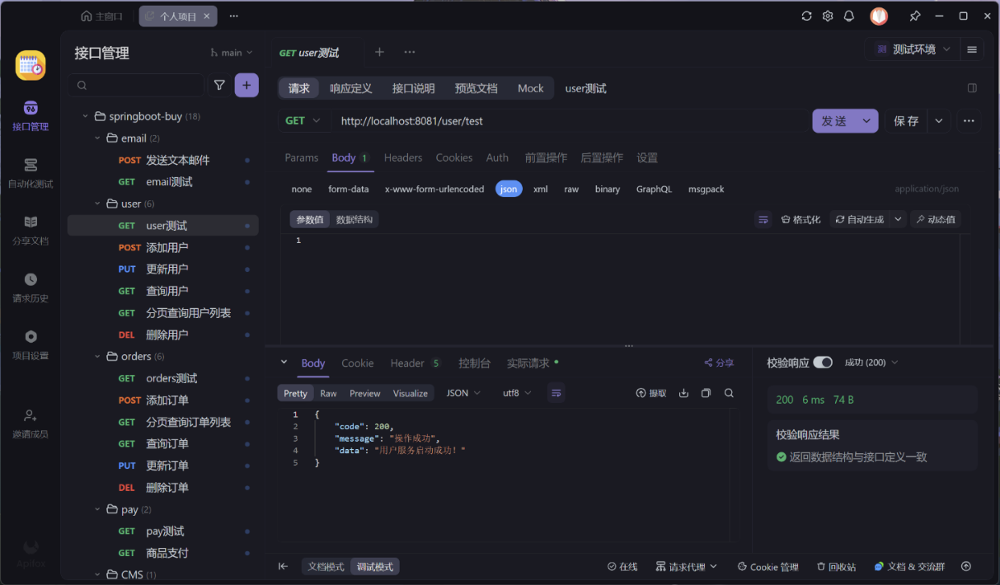 主窗口
个人项目
接口管理
main
接口管理
自动化测试
分享文档
请求历史
项目设置
邀请成员
Apifox
springboot-buy (18)
email (2)
POST 发送文本邮件
GET email测试
user (6)
GET user测试
POST 添加用户
PUT 更新用户
GET 查询用户
GET 分页查询用户列表
DEL 删除用户
orders (6)
GET orders测试
POST 添加订单
GET 分页查询订单列表
GET 查询订单
PUT 更新订单
DEL 删除订单
pay (2)
GET pay测试
GET 商品支付
CMS (1)
GET user测试
测 测试环境
请求 响应定义 接口说明 预览文档 Mock user测试
GET http://localhost:8081/user/test 发 送 保 存
Params Body 1 Headers Cookies Auth 前置操作 后置操作 设置
none form-data x-www-form-urlencoded json xml raw binary GraphQL msgpack application/json
参数值 数据结构 格式化 自动生成 动态值
1
Body Cookie Header 5 控制台 实际请求 分享
Pretty Raw Preview Visualize JSON utf8 提取
1 {
2 "code": 200,
3 "message": "操作成功",
4 "data": "用户服务启动成功！"
5 }
校验响应 成功 (200)
200 6 ms 74 B
校验响应结果
返回数据结构与接口定义一致
文档模式 调试模式 在线 请求代理 Cookie 管理 回收站 文档 & 交流群